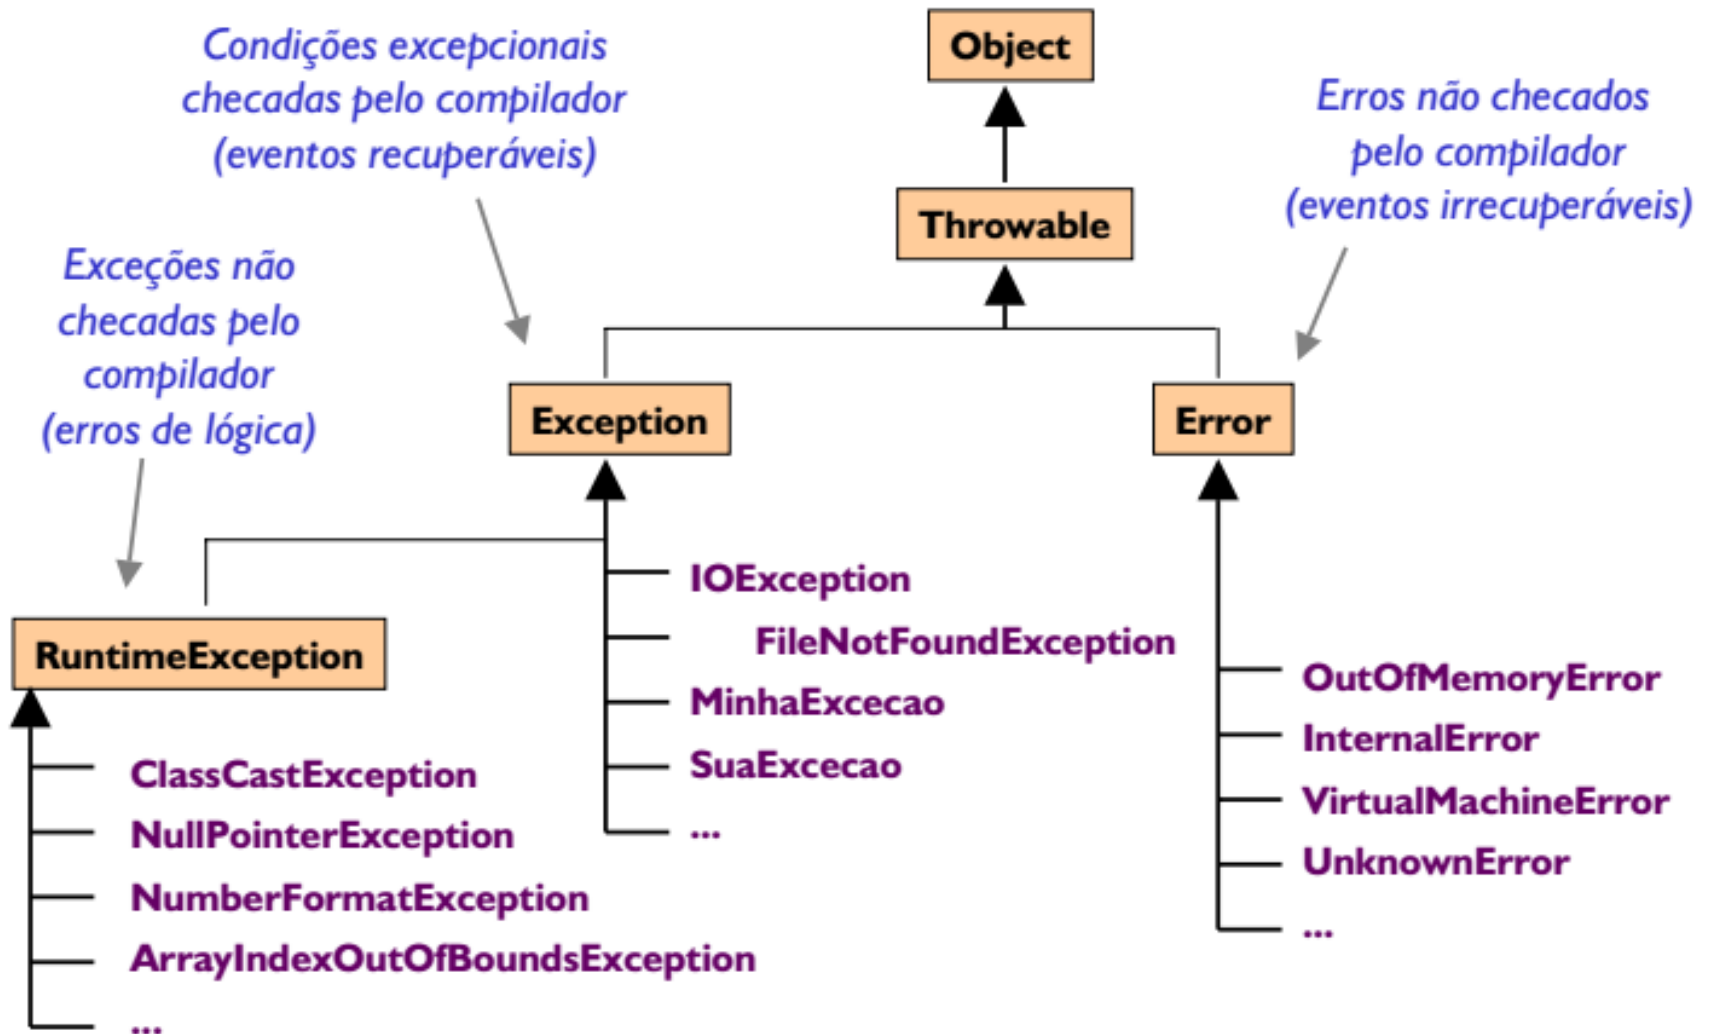 Condições excepcionais
checadas pelo compilador
(eventos recuperáveis)
Object
Erros não checados
pelo compilador
(eventos irrecuperáveis)
Throwable
Exceções não
checadas pelo
compilador
(erros de lógica)
Exception
Error
RuntimeException
ClassCastException
NullPointerException
NumberFormatException
ArrayIndexOutOfBoundsException
...
IOException
FileNotFoundException
MinhaExcecao
SuaExcecao
...
OutOfMemoryError
InternalError
VirtualMachineError
UnknownError
...